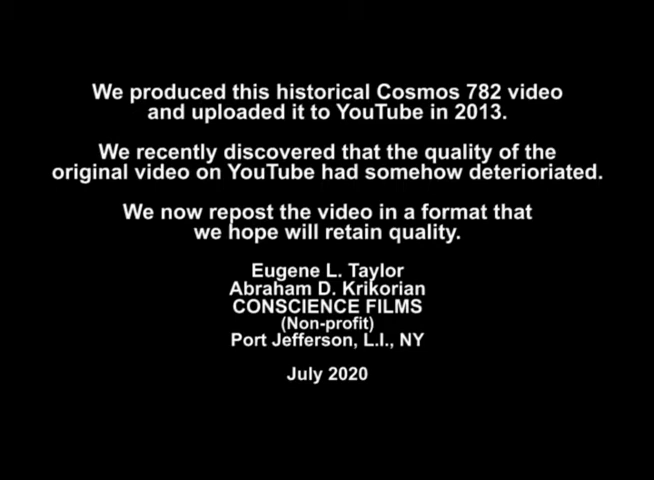 We produced this historical Cosmos 782 video
and uploaded it to YouTube in 2013.
We recently discovered that the quality of the
original video on YouTube had somehow deterioriated.
We now repost the video in a format that
we hope will retain quality.
Eugene L. Taylor
Abraham D. Krikorian
CONSCIENCE FILMS
(Non-profit)
Port Jefferson, L.I., NY
July 2020